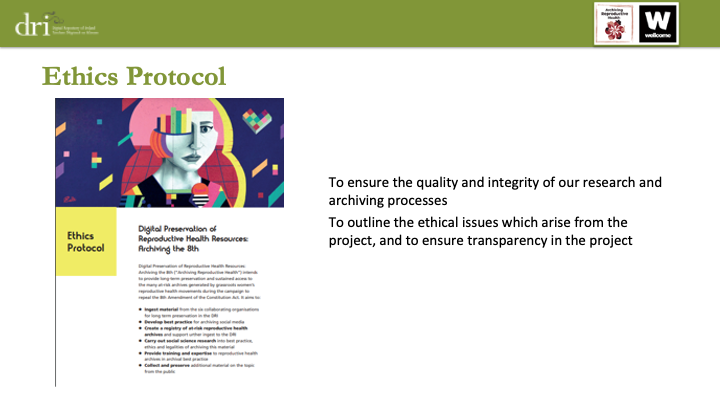 dri
Digital Repository of Ireland
Archiving
Reproductive
Health
W
wellcome
Ethics Protocol
Ethics
Protocol
Digital Preservation of
Reproductive Health Resources:
Archiving the 8th
Digital Preservation of Reproductive Health Resources:
Archiving the 8th ("Archiving Reproductive Health") intends
to provide long-term preservation and sustained access to
the many at-risk archives generated by grassroots women's
reproductive health movements during the campaign to
repeal the 8th Amendment of the Constitution Act. It aims to:
Ingest material from the six collaborating organisations
for long-term preservation in the DRI
Develop best practice for archiving social media
Create a registry of at-risk reproductive health
archives and support
ingest to the DRI
Carry out social science research into best practice,
ethics and legalities of archiving this material
Provide training and expertise to reproductive health
archives in archival best practice
Collect and preserve additional material on the topic
from the public
To ensure the quality and integrity of our research and
archiving processes
To outline the ethical issues which arise from the
project, and to ensure transparency in the project